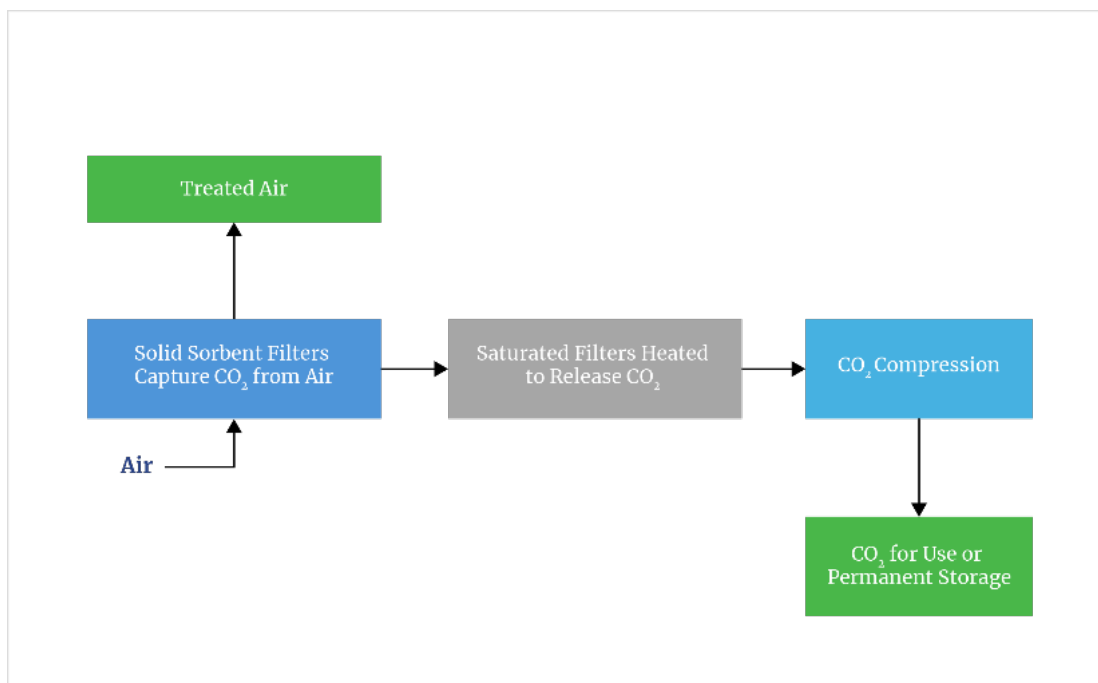 Treated Air
Solid Sorbent Filters
Capture CO₂ from Air
Saturated Filters Heated
to Release CO₂
CO₂ Compression
Air
CO₂ for Use or
Permanent Storage